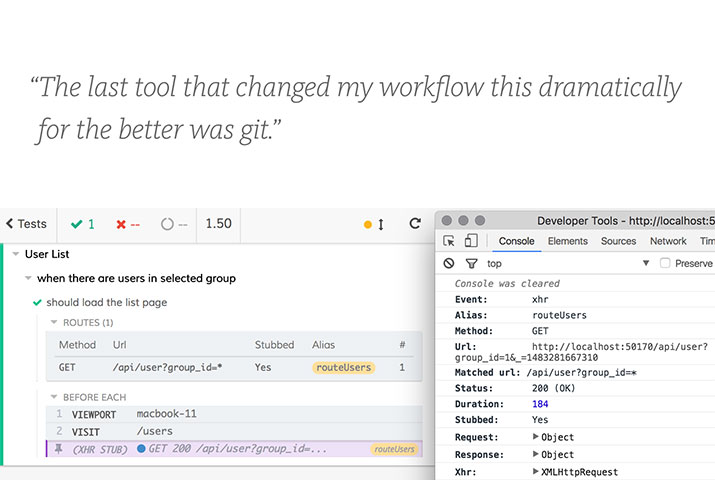 “The last tool that changed my workflow this dramatically
for the better was git.”
Tests 1 -- -- 1.50
User List
when there are users in selected group
should load the list page
ROUTES (1)
Method Url Stubbed Alias #
GET /api/user?group_id=* Yes routeUsers 1
BEFORE EACH
1 VIEWPORT macbook-11
2 VISIT /users
(XHR STUB) GET 200 /api/user?group_id=... routeUsers
Developer Tools - http://localhost:5
Console Elements Sources Network Tim
top Preserve
Console was cleared
Event: xhr
Alias: routeUsers
Method: GET
Url: http://localhost:50170/api/user?
group_id=1&_=1483281667310
Matched url: /api/user?group_id=*
Status: 200 (OK)
Duration: 184
Stubbed: Yes
Request: Object
Response: Object
Xhr: XMLHttpRequest